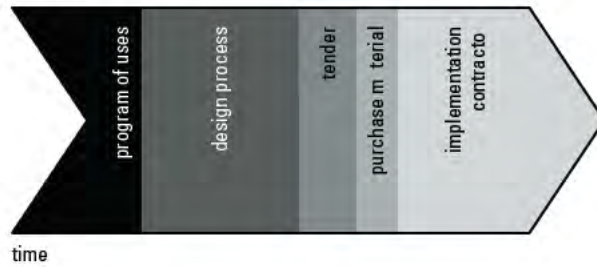 program of uses
design process
tender
purchase m terial
implementation
contracto
time